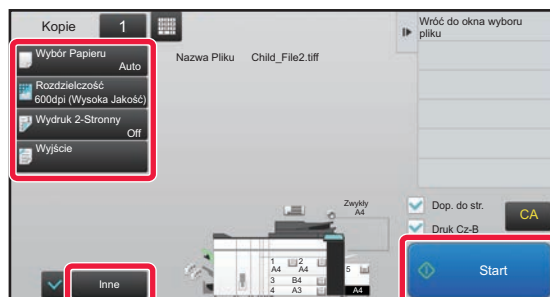 Kopie 1
Wróć do okna wyboru
pliku
Wybór Papieru
Auto
Nazwa Pliku Child_File2.tiff
Rozdzielczość
600dpi (Wysoka Jakość)
Wydruk 2-Stronny
Off
Wyjście
Zwykły
A4
Dop. do str.
CA
Druk Cz-B
1 2
A4 A4
5
3 B4
4 A3
A4
Inne
Start